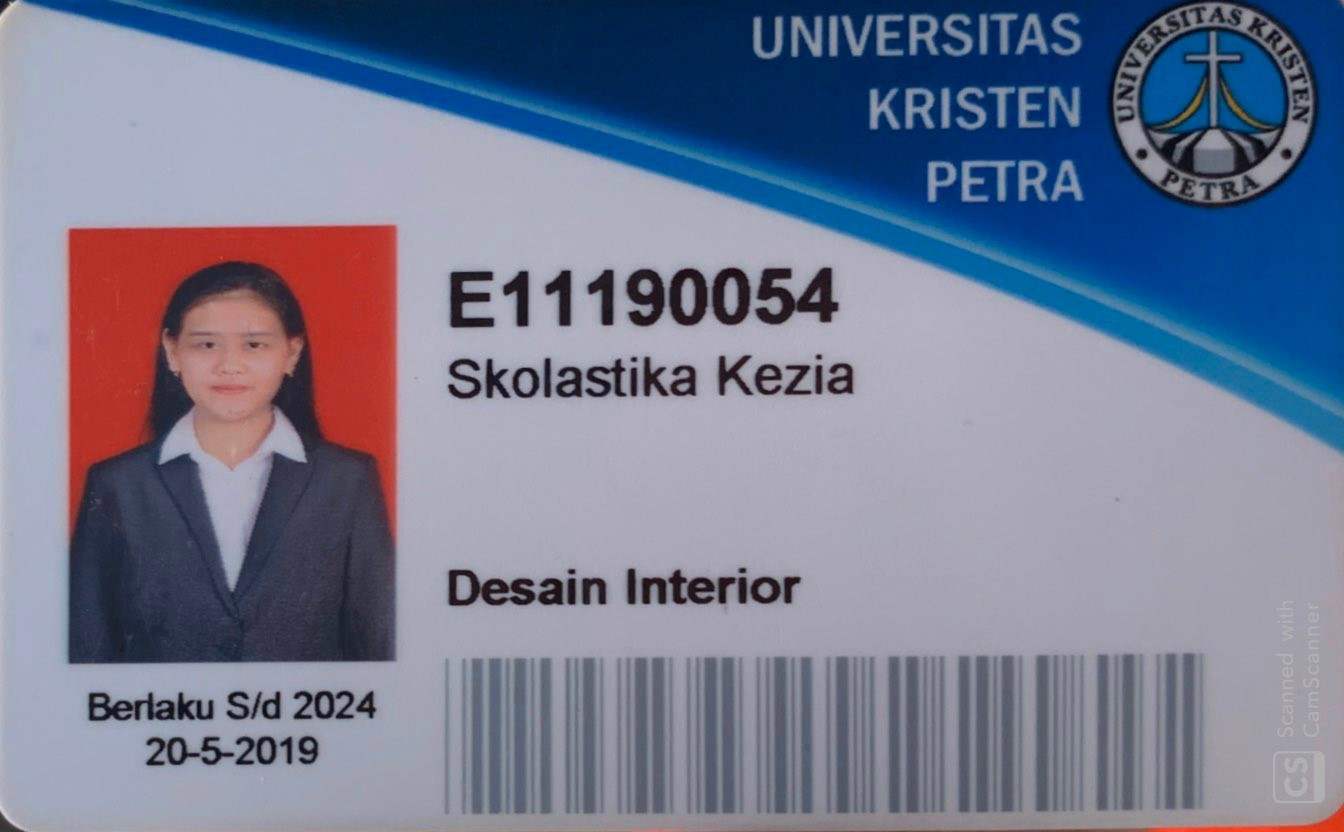 UNIVERSITAS
KRISTEN
PETRA
UNIVERSITAS KRISTEN
PETRA
E11190054
Skolastika Kezia
Desain Interior
Berlaku S/d 2024
20-5-2019
CS
Scanned with
CamScanner